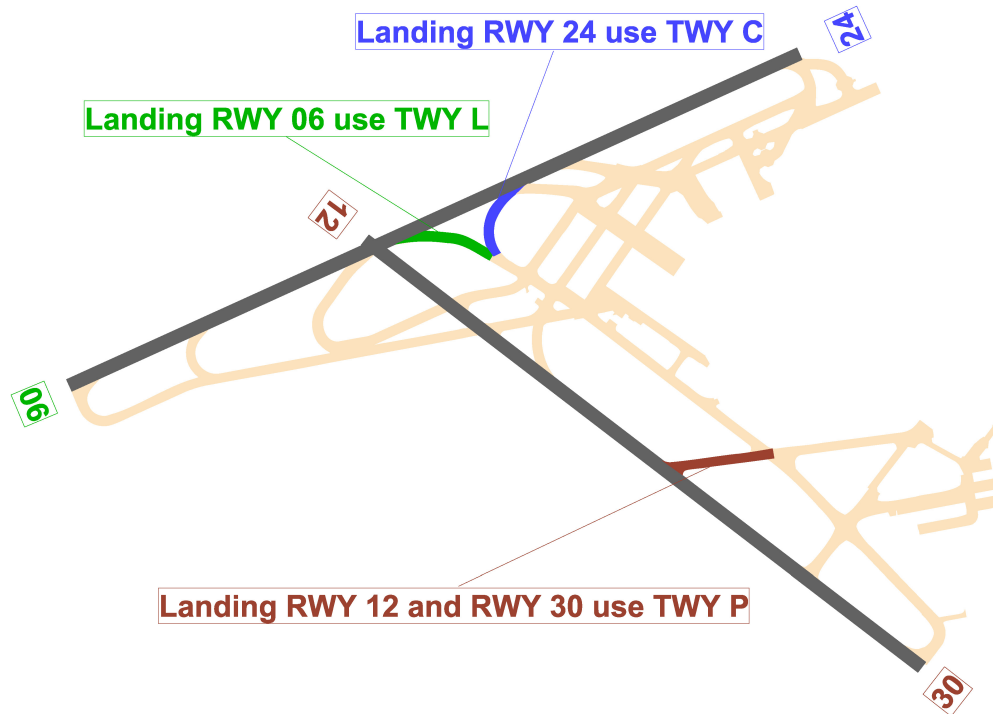 Landing RWY 24 use TWY C
24
Landing RWY 06 use TWY L
12
06
Landing RWY 12 and RWY 30 use TWY P
30